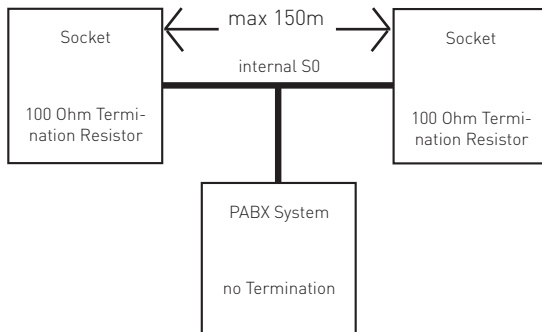 max 150m
Socket
100 Ohm Termi-
nation Resistor
internal S0
Socket
100 Ohm Termi-
nation Resistor
PABX System
no Termination